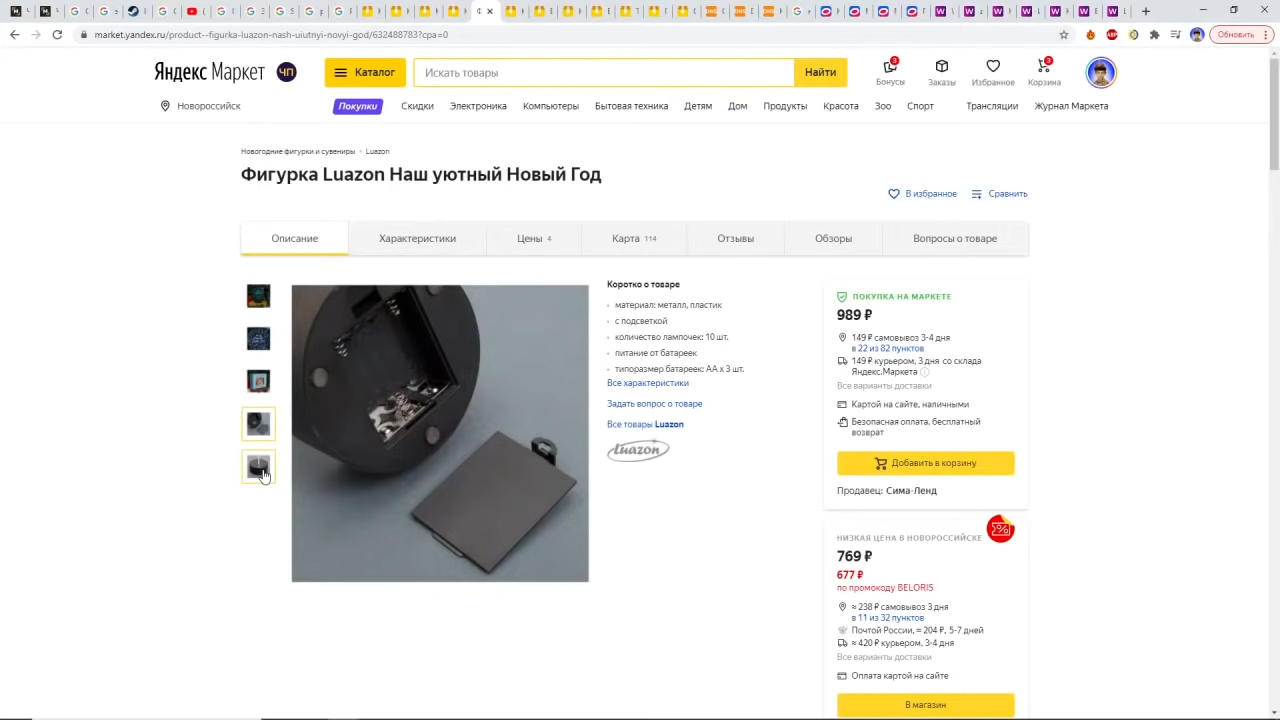 market.yandex.ru/product--figurka-luazon-nash-uiutnyi-novyi-god/632488783?cpa=0
Обновить
Яндекс Маркет
ЧП
Каталог
Искать товары
Найти
3
Бонусы
Заказы
Избранное
3
Корзина
Новороссийск
Покупки
Скидки
Электроника
Компьютеры
Бытовая техника
Детям
Дом
Продукты
Красота
Зоо
Спорт
Трансляции
Журнал Маркета
Новогодние фигурки и сувениры
Luazon
Фигурка Luazon Наш уютный Новый Год
В избранное
Сравнить
Описание
Характеристики
Цены 4
Карта 114
Отзывы
Обзоры
Вопросы о товаре
Коротко о товаре
материал: металл, пластик
с подсветкой
количество лампочек: 10 шт.
питание от батареек
типоразмер батареек: AA x 3 шт.
Все характеристики
Задать вопрос о товаре
Все товары Luazon
Luazon
ПОКУПКА НА МАРКЕТЕ
989 ₽
149 ₽ самовывоз 3-4 дня
в 22 из 82 пунктов
149 ₽ курьером, 3 дня со склада
Яндекс.Маркета
Все варианты доставки
Картой на сайте, наличными
Безопасная оплата, бесплатный
возврат
Добавить в корзину
Продавец: Сима-Ленд
НИЗКАЯ ЦЕНА В НОВОРОССИЙСКЕ
769 ₽
677 ₽
по промокоду BELORIS
≈ 238 ₽ самовывоз 3 дня
в 11 из 32 пунктов
Почтой России, ≈ 204 ₽, 5-7 дней
≈ 420 ₽ курьером, 3-4 дня
Все варианты доставки
Оплата картой на сайте
В магазин